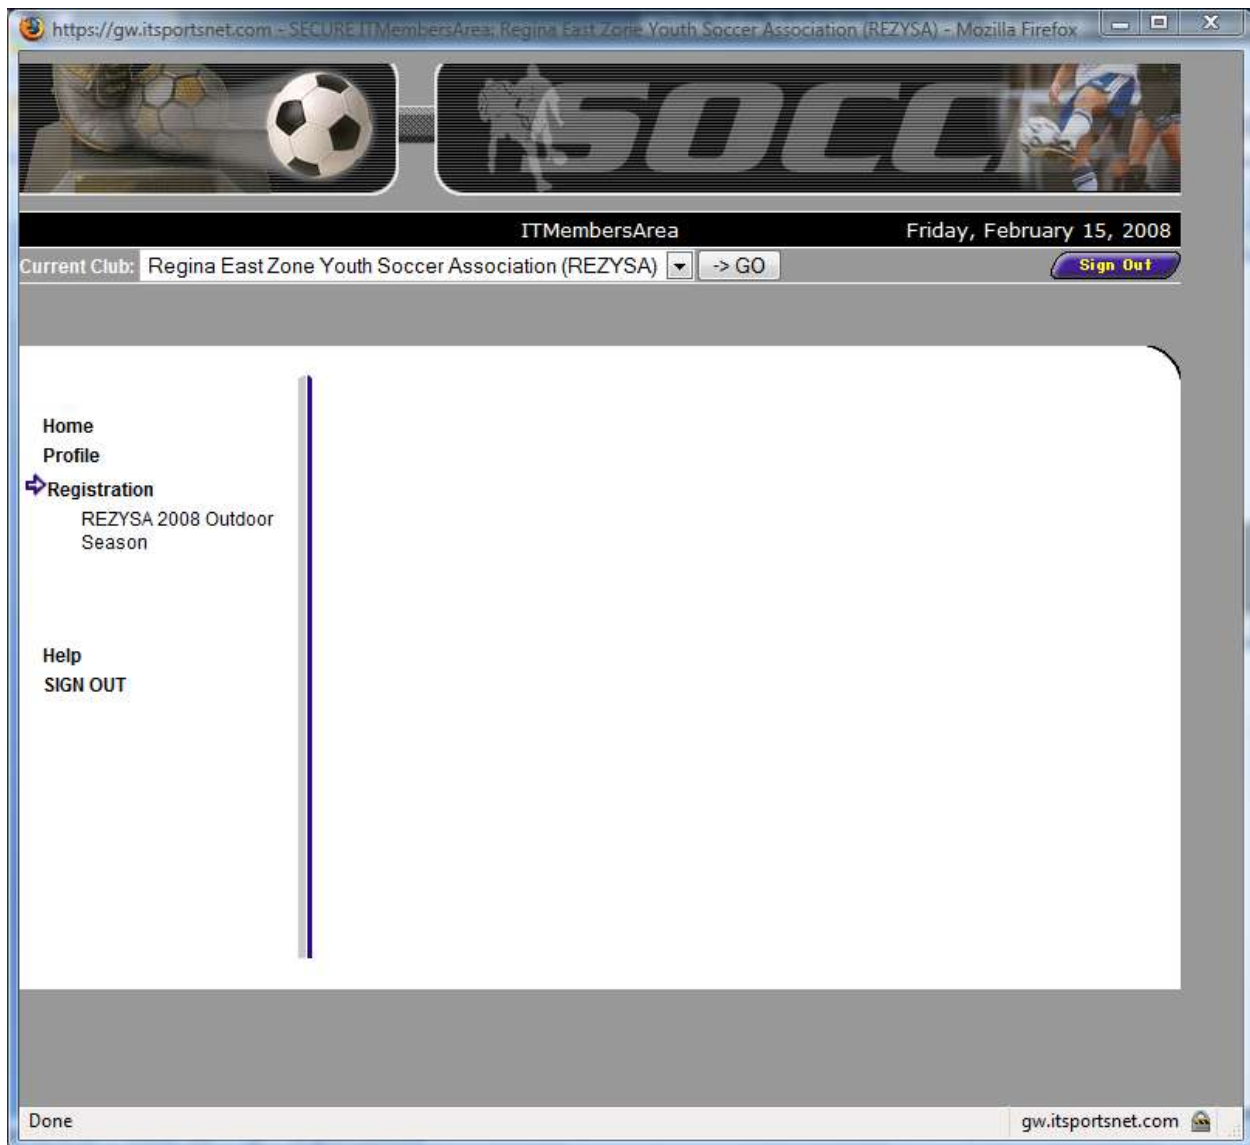 https://gw.itsportsnet.com - SECURE ITMembersArea: Regina East Zone Youth Soccer Association (REZYSA) - Mozilla Firefox
SOCC
ITMembersArea Friday, February 15, 2008
Current Club: Regina East Zone Youth Soccer Association (REZYSA) -> GO Sign Out
Home
Profile
Registration
REZYSA 2008 Outdoor
Season
Help
SIGN OUT
Done gw.itsportsnet.com